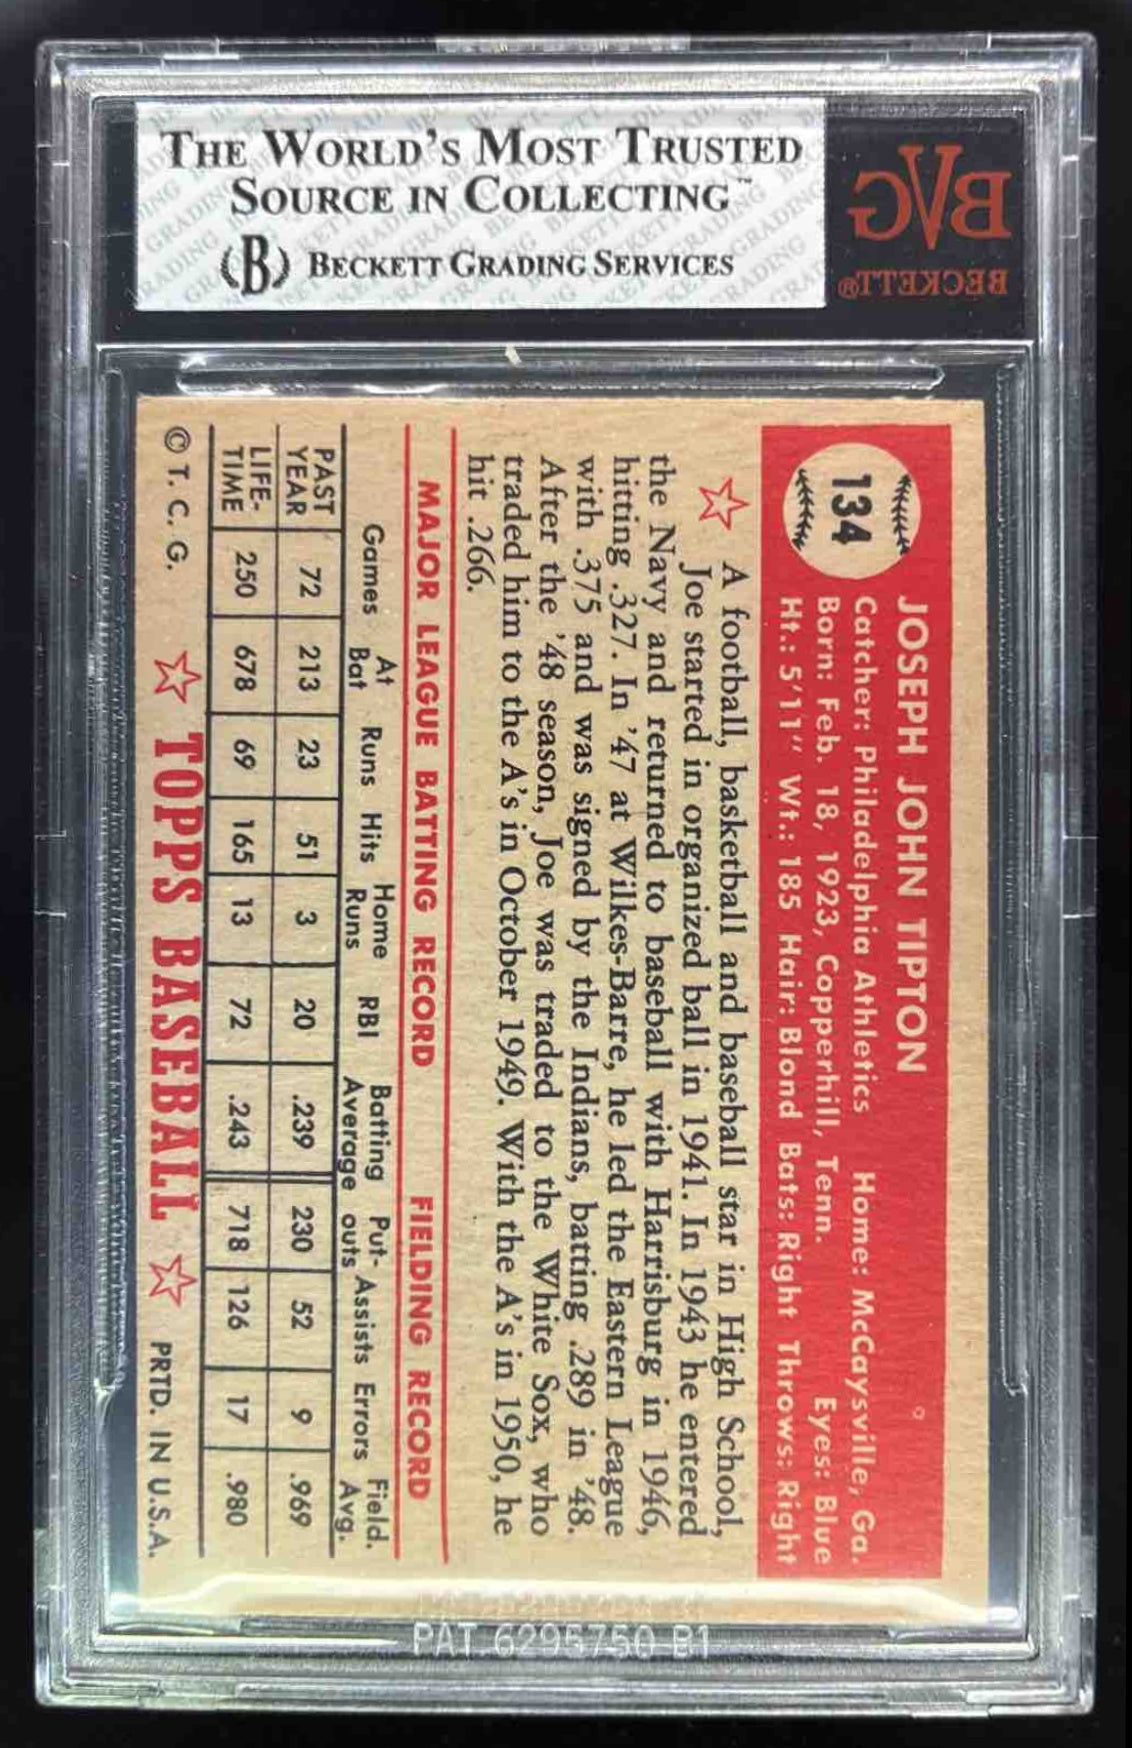 THE WORLD'S MOST TRUSTED
SOURCE IN COLLECTING™
(B) BECKETT GRADING SERVICES
BVG
BECKETT®
134
JOSEPH JOHN TIPTON
Catcher: Philadelphia Athletics Home: McCaysville, Ga.
Born: Feb. 18, 1923, Copperhill, Tenn. Eyes: Blue
Ht.: 5'11" Wt.: 185 Hair: Blond Bats: Right Throws: Right
A football, basketball and baseball star in High School,
Joe started in organized ball in 1941. In 1943 he entered
the Navy and returned to baseball with Harrisburg in 1946,
hitting .327. In '47 at Wilkes-Barre, he led the Eastern League
with .375 and was signed by the Indians, batting .289 in '48.
After the '48 season, Joe was traded to the White Sox, who
traded him to the A's in October 1949. With the A's in 1950, he
hit .266.
MAJOR LEAGUE BATTING RECORD FIELDING RECORD
Games At Bat Runs Hits Home Runs RBI Batting Average Put-outs Assists Errors Field. Avg.
PAST YEAR 72 213 23 51 3 20 .239 230 52 9 .969
LIFE-TIME 250 678 69 165 13 72 .243 718 126 17 .980
© T. C. G. TOPPS BASEBALL PRTD. IN U.S.A.
PAT 6295750 B1